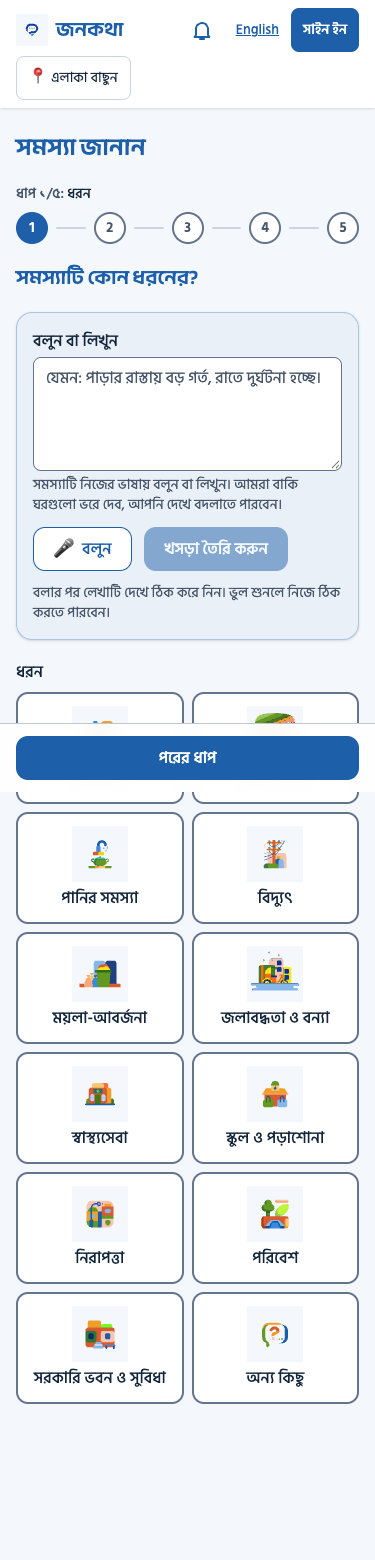 জনকথা
English
সাইন ইন
এলাকা বাছুন
সমস্যা জানান
ধাপ ১/৫: ধরন
1 2 3 4 5
সমস্যাটি কোন ধরনের?
বলুন বা লিখুন
যেমন: পাড়ার রাস্তায় বড় গর্ত, রাতে দুর্ঘটনা হচ্ছে।
সমস্যাটি নিজের ভাষায় বলুন বা লিখুন। আমরা বাকি
ঘরগুলো ভরে দেব, আপনি দেখে বদলাতে পারবেন।
বলুন
খসড়া তৈরি করুন
বলার পর লেখাটি দেখে ঠিক করে নিন। ভুল শুনলে নিজে ঠিক
করতে পারবেন।
ধরন
পরের ধাপ
পানির সমস্যা
বিদ্যুৎ
ময়লা-আবর্জনা
জলাবদ্ধতা ও বন্যা
স্বাস্থ্যসেবা
স্কুল ও পড়াশোনা
নিরাপত্তা
পরিবেশ
সরকারি ভবন ও সুবিধা
অন্য কিছু